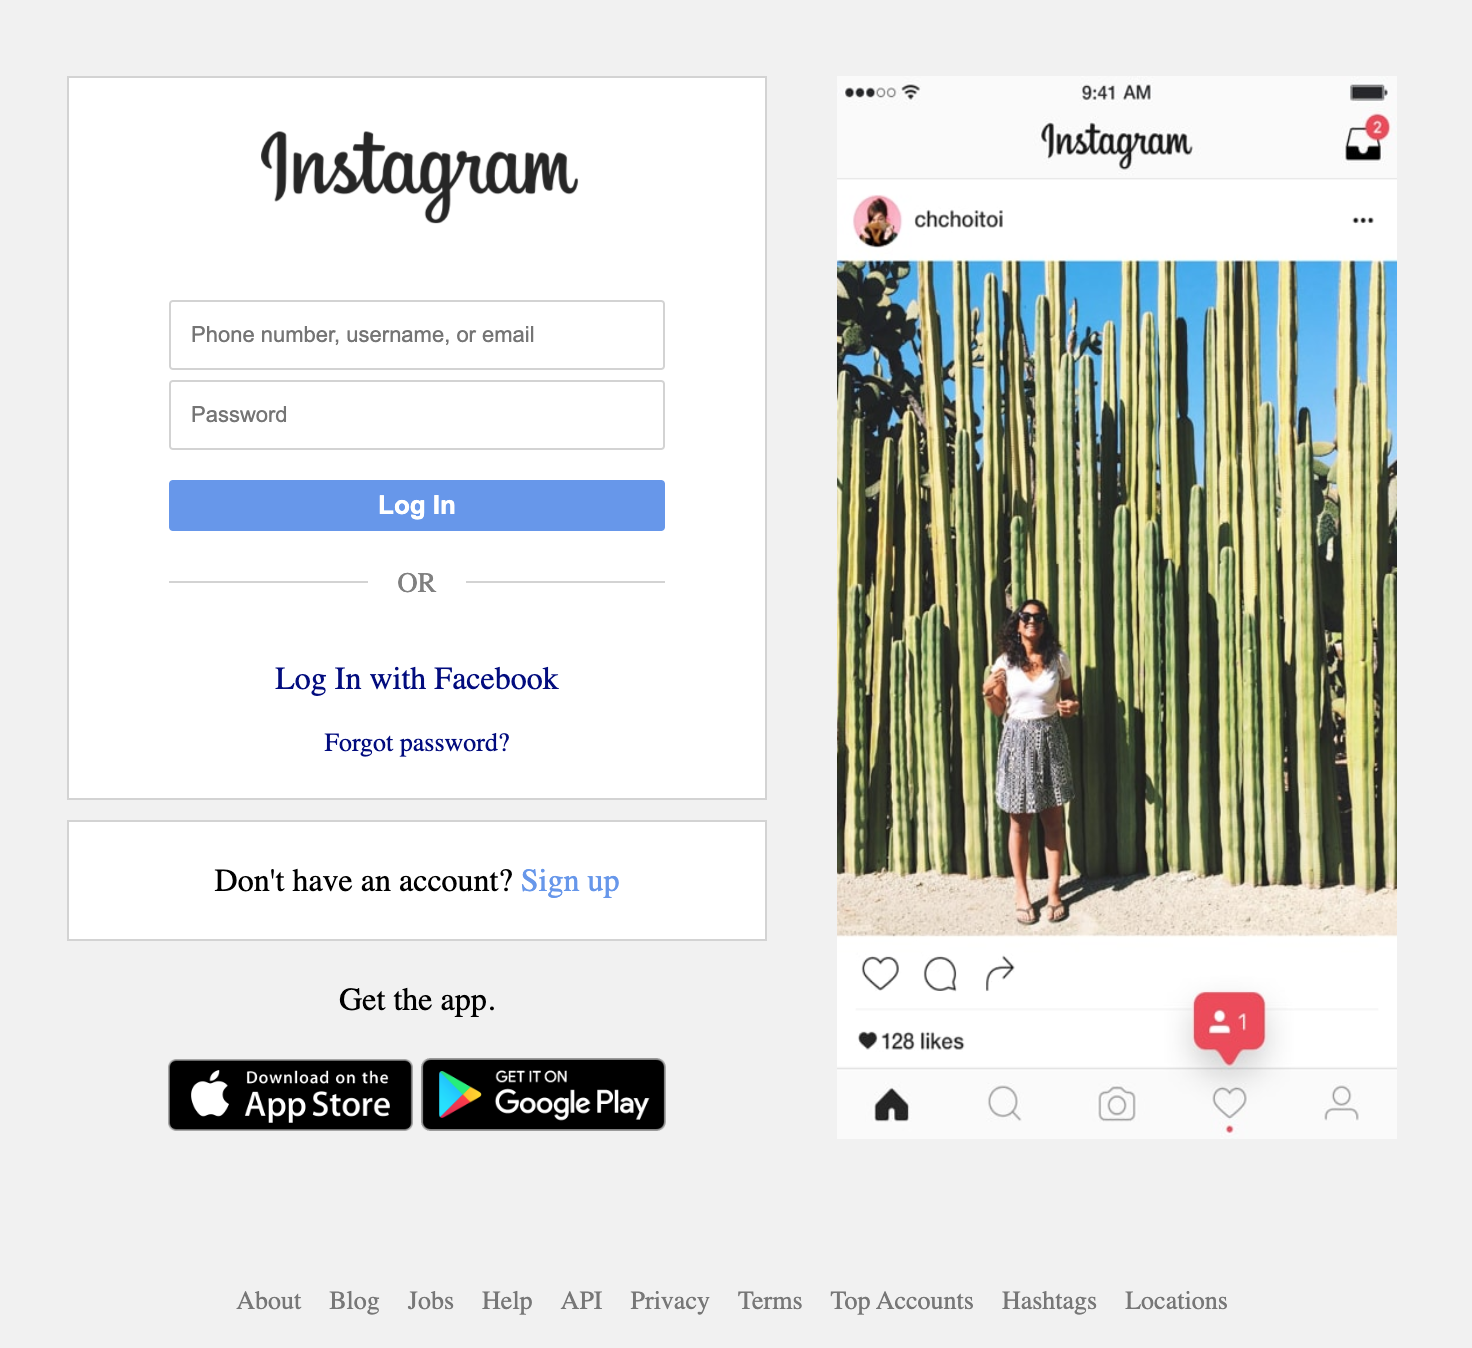 Instagram
Phone number, username, or email
Password
Log In
OR
Log In with Facebook
Forgot password?
Don't have an account? Sign up
Get the app.
Download on the
App Store
GET IT ON
Google Play
9:41 AM
Instagram
2
chchoitoi
1
128 likes
About Blog Jobs Help API Privacy Terms Top Accounts Hashtags Locations